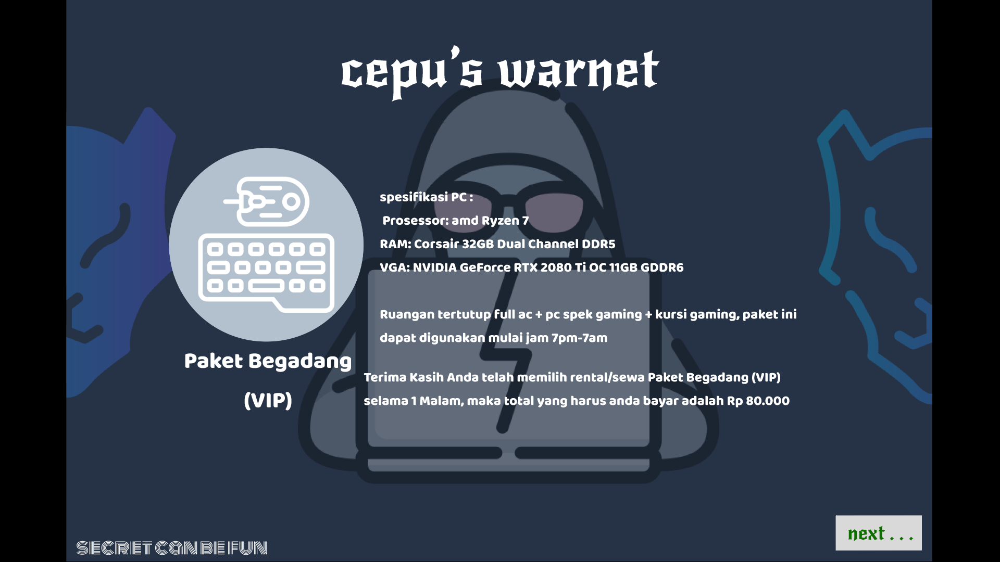 cepu's warnet
spesifikasi PC :
Prosessor: amd Ryzen 7
RAM: Corsair 32GB Dual Channel DDR5
VGA: NVIDIA GeForce RTX 2080 Ti OC 11GB GDDR6
Ruangan tertutup full ac + pc spek gaming + kursi gaming, paket ini
dapat digunakan mulai jam 7pm-7am
Paket Begadang
(VIP)
Terima Kasih Anda telah memilih rental/sewa Paket Begadang (VIP)
selama 1 Malam, maka total yang harus anda bayar adalah Rp 80.000
next . . .
SECRET CAN BE FUN